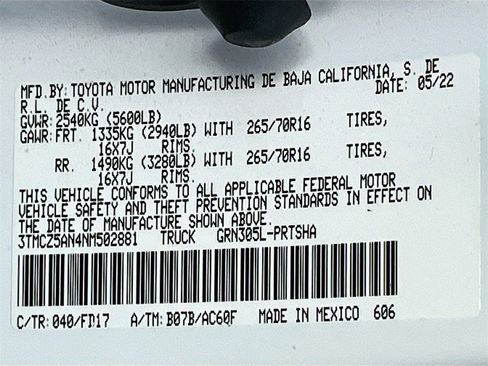 MFD.BY:TOYOTA MOTOR MANUFACTURING DE BAJA CALIFORNIA, S. DE
R.L. DE C.V. DATE: 05/22
GVWR:2540KG (5600LB)
GAWR:FRT. 1335KG (2940LB) WITH 265/70R16 TIRES,
16X7J RIMS.
RR. 1490KG (3280LB) WITH 265/70R16 TIRES,
16X7J RIMS.
THIS VEHICLE CONFORMS TO ALL APPLICABLE FEDERAL MOTOR
VEHICLE SAFETY AND THEFT PREVENTION STANDARDS IN EFFECT ON
THE DATE OF MANUFACTURE SHOWN ABOVE.
3TMCZ5AN4NM502881 TRUCK GRN305L-PRTSHA
C/TR:040/FD17 A/TM:B07B/AC60F MADE IN MEXICO 606